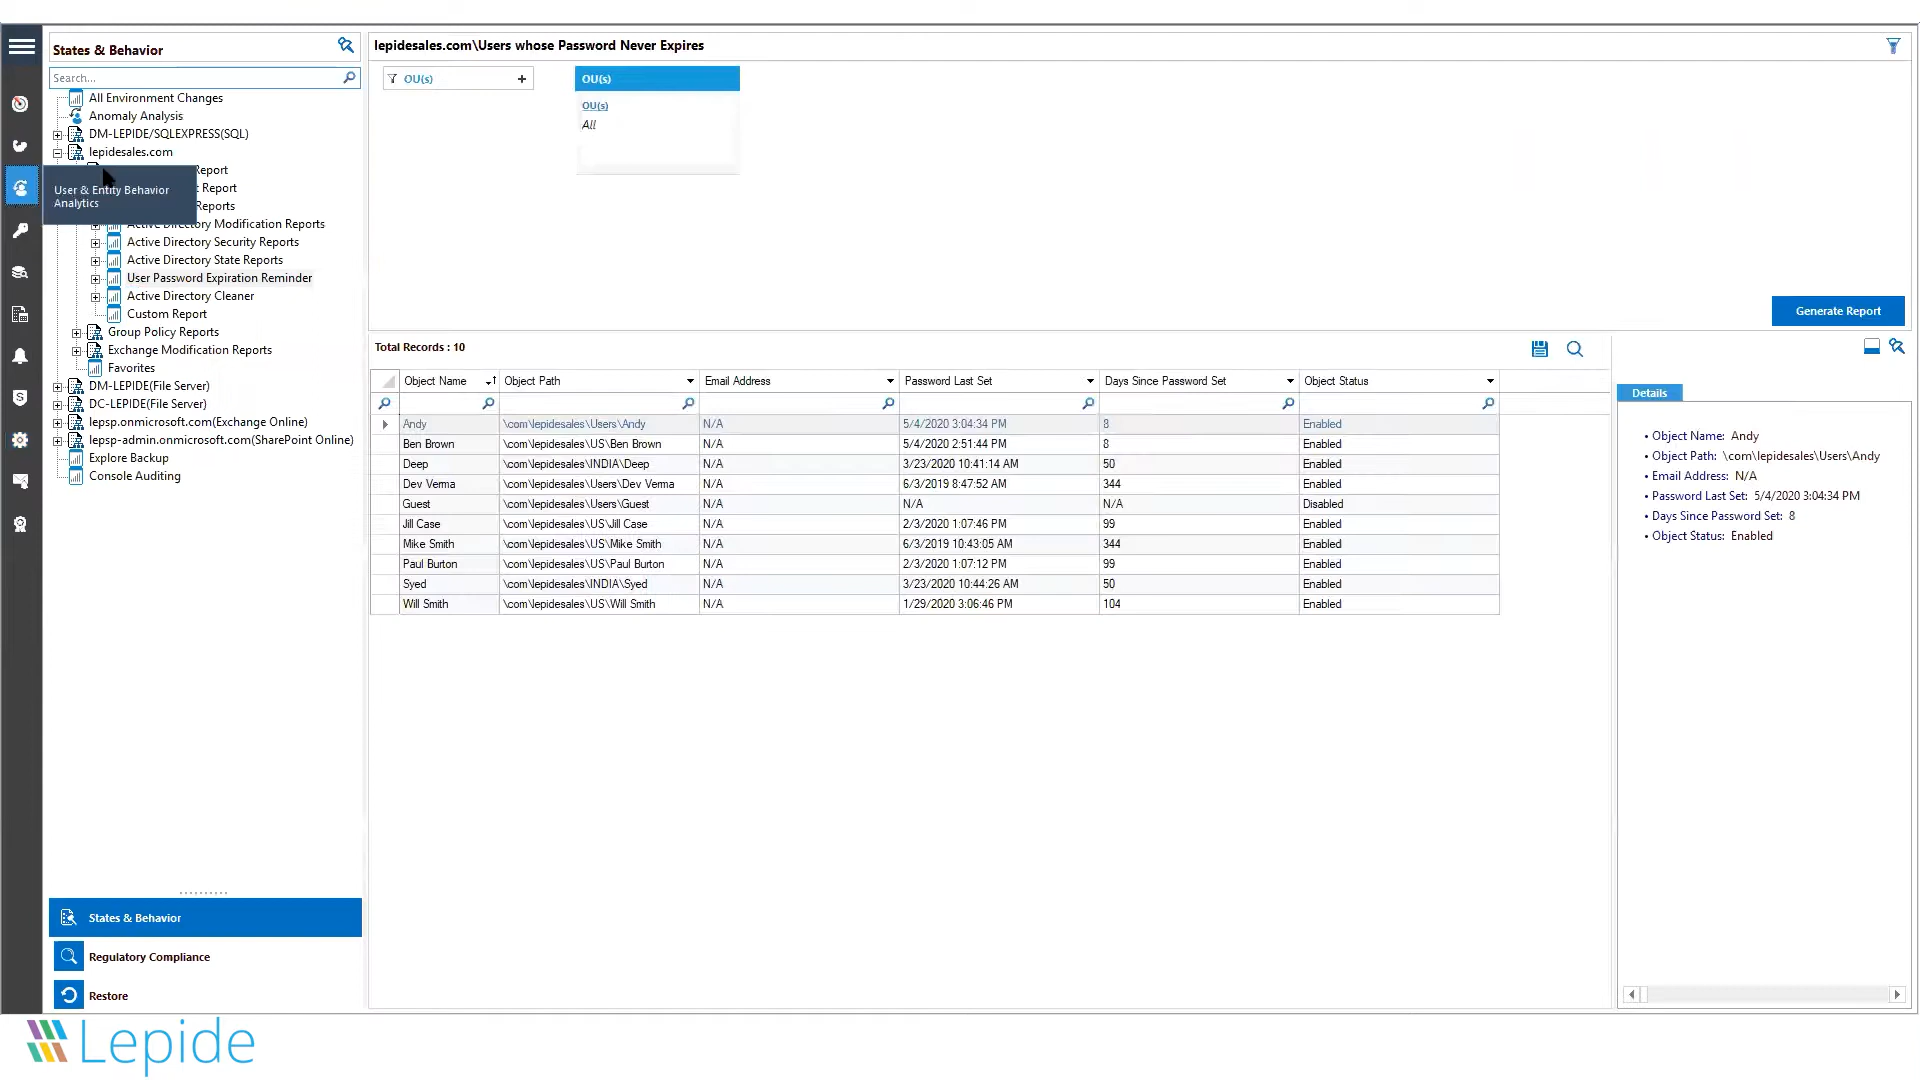 States & Behavior
Search...
All Environment Changes
Anomaly Analysis
DM-LEPIDE/SQLEXPRESS(SQL)
lepidesales.com
Report
User & Entity Behavior
Analytics
t Report
Reports
Active Directory Modification Reports
Active Directory Security Reports
Active Directory State Reports
User Password Expiration Reminder
Active Directory Cleaner
Custom Report
Group Policy Reports
Exchange Modification Reports
Favorites
DM-LEPIDE(File Server)
DC-LEPIDE(File Server)
lepsp.onmicrosoft.com(Exchange Online)
lepsp-admin.onmicrosoft.com(SharePoint Online)
Explore Backup
Console Auditing
States & Behavior
Regulatory Compliance
Restore
lepidesales.com\Users whose Password Never Expires
OU(s) +
OU(s)
OU(s)
All
Generate Report
Total Records : 10
Object Name Object Path Email Address Password Last Set Days Since Password Set Object Status
Andy \com\lepidesales\Users\Andy N/A 5/4/2020 3:04:34 PM 8 Enabled
Ben Brown \com\lepidesales\US\Ben Brown N/A 5/4/2020 2:51:44 PM 8 Enabled
Deep \com\lepidesales\INDIA\Deep N/A 3/23/2020 10:41:14 AM 50 Enabled
Dev Verma \com\lepidesales\Users\Dev Verma N/A 6/3/2019 8:47:52 AM 344 Enabled
Guest \com\lepidesales\Users\Guest N/A N/A N/A Disabled
Jill Case \com\lepidesales\US\Jill Case N/A 2/3/2020 1:07:46 PM 99 Enabled
Mike Smith \com\lepidesales\US\Mike Smith N/A 6/3/2019 10:43:05 AM 344 Enabled
Paul Burton \com\lepidesales\US\Paul Burton N/A 2/3/2020 1:07:12 PM 99 Enabled
Syed \com\lepidesales\INDIA\Syed N/A 3/23/2020 10:44:26 AM 50 Enabled
Will Smith \com\lepidesales\US\Will Smith N/A 1/29/2020 3:06:46 PM 104 Enabled
Details
• Object Name: Andy
• Object Path: \com\lepidesales\Users\Andy
• Email Address: N/A
• Password Last Set: 5/4/2020 3:04:34 PM
• Days Since Password Set: 8
• Object Status: Enabled
Lepide